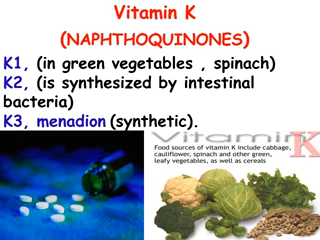 Vitamin K
(NAPHTHOQUINONES)
K1, (in green vegetables , spinach)
K2, (is synthesized by intestinal
bacteria)
K3, menadion (synthetic).
Vitamin K
Food sources of vitamin K include cabbage,
cauliflower, spinach and other green,
leafy vegetables, as well as cereals